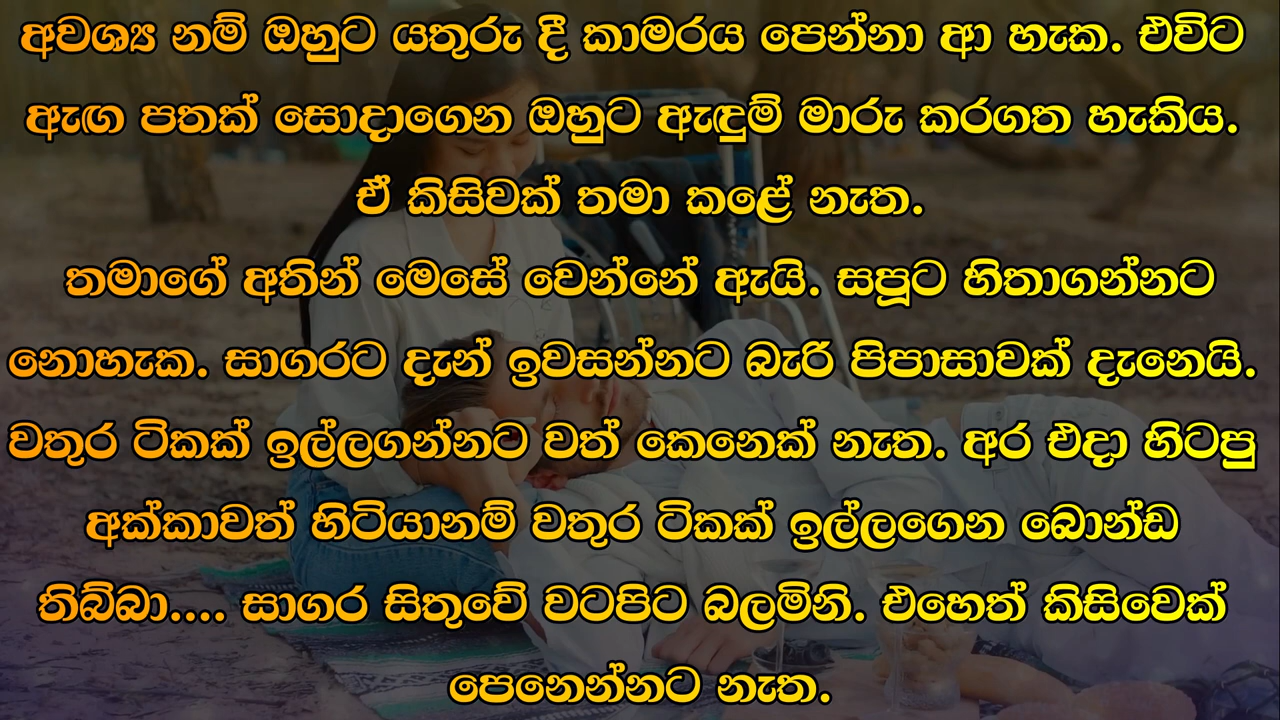 අවශ්‍ය නම් ඔහුට යතුරු දී කාමරය පෙන්නා ආ හැක. එවිට
ඇඟ පතක් සොදාගෙන ඔහුට ඇඳුම් මාරු කරගත හැකිය.
ඒ කිසිවක් තමා කළේ නැත.
තමාගේ අතින් මෙසේ වෙන්නේ ඇයි. සපූට හිතාගන්නට
නොහැක. සාගරට දැන් ඉවසන්නට බැරි පිපාසාවක් දැනෙයි.
වතුර ටිකක් ඉල්ලගන්නට වත් කෙනෙක් නැත. අර එදා හිටපු
අක්කාවත් හිටියානම් වතුර ටිකක් ඉල්ලගෙන බොන්ඩ
තිබ්බා.... සාගර සිතුවේ වටපිට බලමිනි. එහෙත් කිසිවෙක්
පෙනෙන්නට නැත.